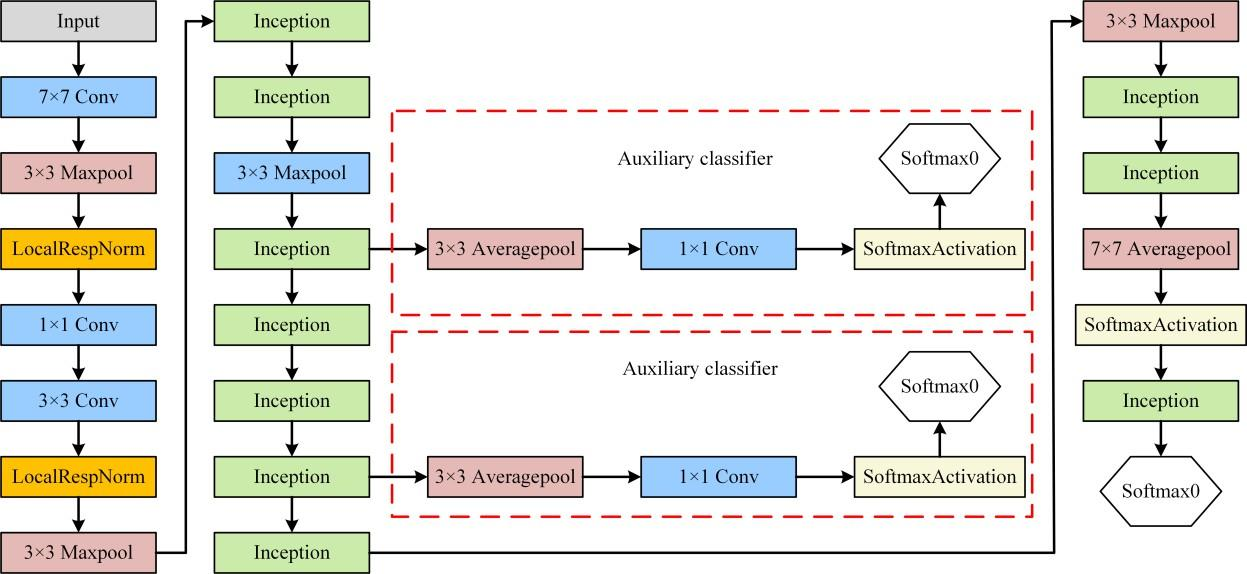 Input
7×7 Conv
3×3 Maxpool
LocalRespNorm
1×1 Conv
3×3 Conv
LocalRespNorm
3×3 Maxpool
Inception
Inception
3×3 Maxpool
Inception
Inception
Inception
Inception
Inception
Auxiliary classifier
Softmax0
3×3 Averagepool
1×1 Conv
SoftmaxActivation
Auxiliary classifier
Softmax0
3×3 Averagepool
1×1 Conv
SoftmaxActivation
3×3 Maxpool
Inception
Inception
7×7 Averagepool
SoftmaxActivation
Inception
Softmax0